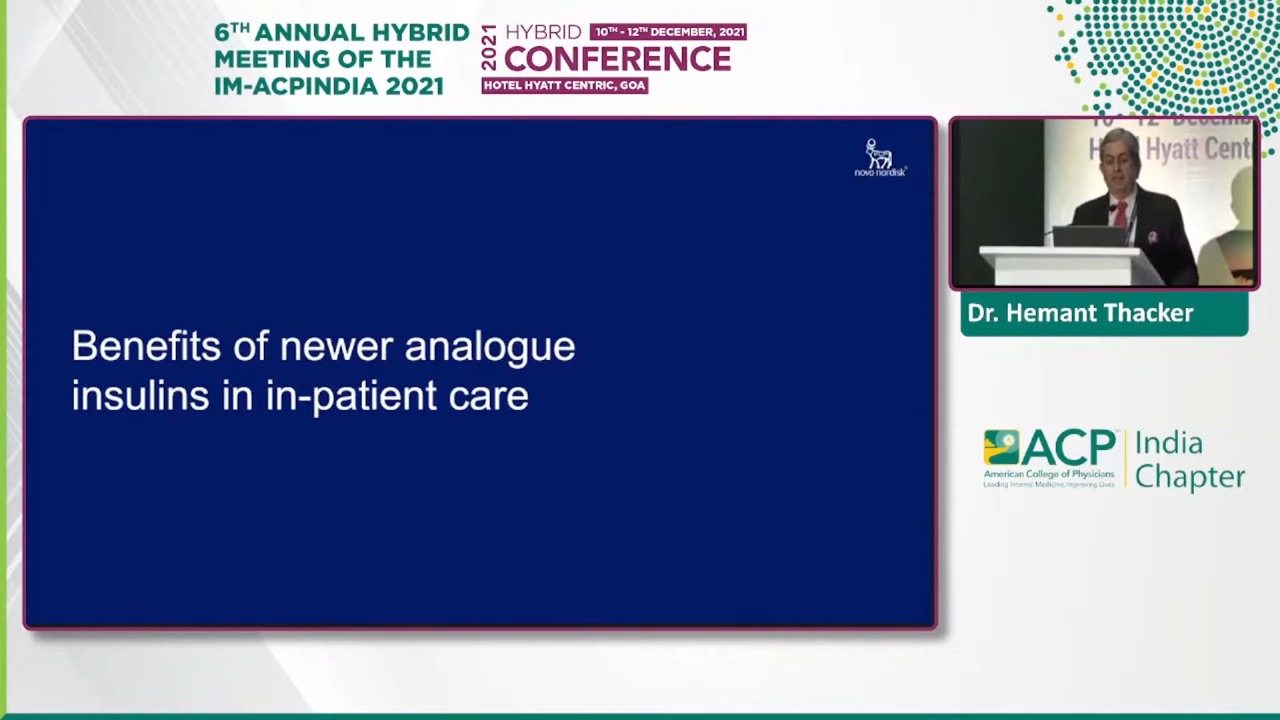 6TH ANNUAL HYBRID
MEETING OF THE
IM-ACPINDIA 2021
2021
HYBRID
10TH - 12TH DECEMBER, 2021
CONFERENCE
HOTEL HYATT CENTRIC, GOA
novo nordisk®
Benefits of newer analogue
insulins in in-patient care
Hyatt Cent
Dr. Hemant Thacker
ACP
American College of Physicians
Leading Internal Medicine, Improving Lives
India
Chapter